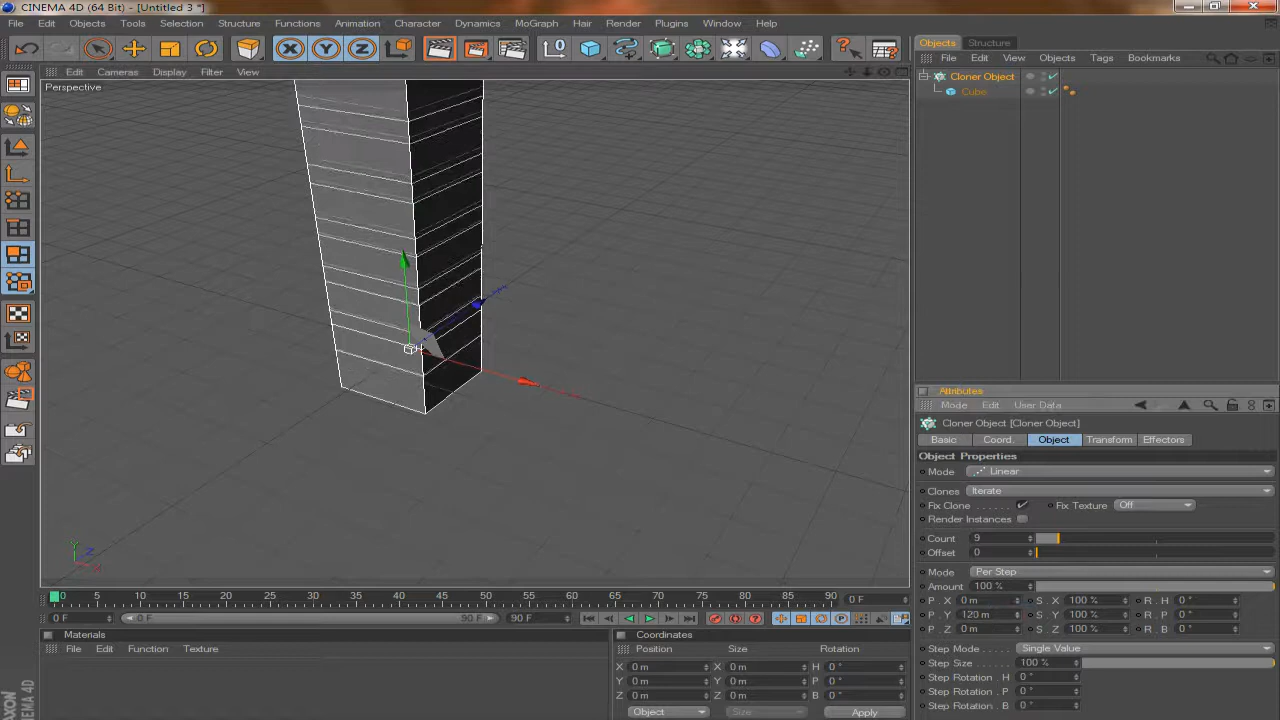 CINEMA 4D (64 Bit) - [Untitled 3 *]
File Edit Objects Tools Selection Structure Functions Animation Character Dynamics MoGraph Hair Render Plugins Window Help
X Y Z
Edit Cameras Display Filter View
Perspective
Y Z X
0 5 10 15 20 25 30 35 40 45 50 55 60 65 70 75 80 85 90 0 F
0 F 0 F 90 F 90 F
Materials
File Edit Function Texture
Coordinates
Position Size Rotation
X 0 m X 0 m H 0 °
Y 0 m Y 0 m P 0 °
Z 0 m Z 0 m B 0 °
Object Size Apply
MAXON
CINEMA 4D
Objects Structure
File Edit View Objects Tags Bookmarks
Cloner Object
Cube
Attributes
Mode Edit User Data
Cloner Object [Cloner Object]
Basic Coord. Object Transform Effectors
Object Properties
Mode Linear
Clones Iterate
Fix Clone ...... Fix Texture Off
Render Instances
Count 9
Offset 0
Mode Per Step
Amount 100 %
P . X 0 m S . X 100 % R . H 0 °
P . Y 120 m S . Y 100 % R . P 0 °
P . Z 0 m S . Z 100 % R . B 0 °
Step Mode ..... Single Value
Step Size 100 %
Step Rotation . H 0 °
Step Rotation . P 0 °
Step Rotation . B 0 °